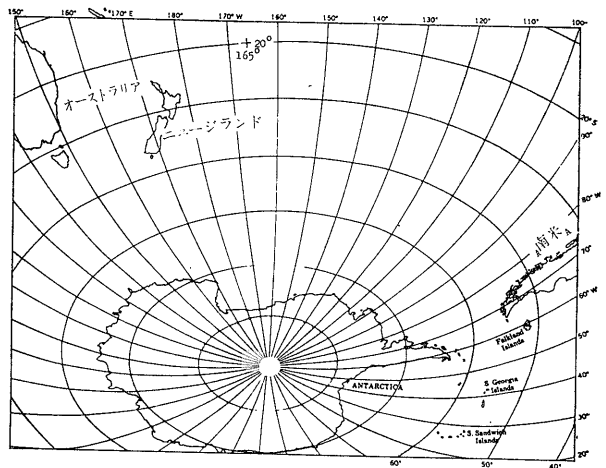 150°
160°
170° E
180°
170° W
160°
150°
140°
130°
120°
110°
100°
+20°
165°
オーストラリア
ニュージランド
70° S
90°
80° W
南米
A
A'
70°
60° W
Falkland
Islands
50°
S Georgia
Islands
40°
ANTARCTICA
30°
S. Sandwich
Islands
20°
60°
50°
40°